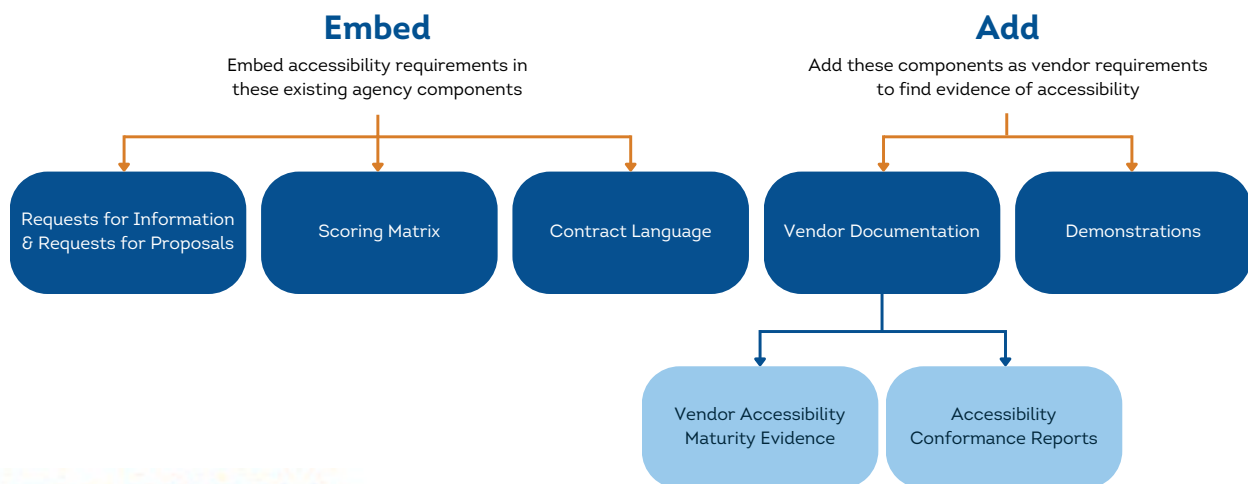 Embed
Embed accessibility requirements in
these existing agency components
Add
Add these components as vendor requirements
to find evidence of accessibility
Requests for Information
& Requests for Proposals
Scoring Matrix
Contract Language
Vendor Documentation
Demonstrations
Vendor Accessibility
Maturity Evidence
Accessibility
Conformance Reports